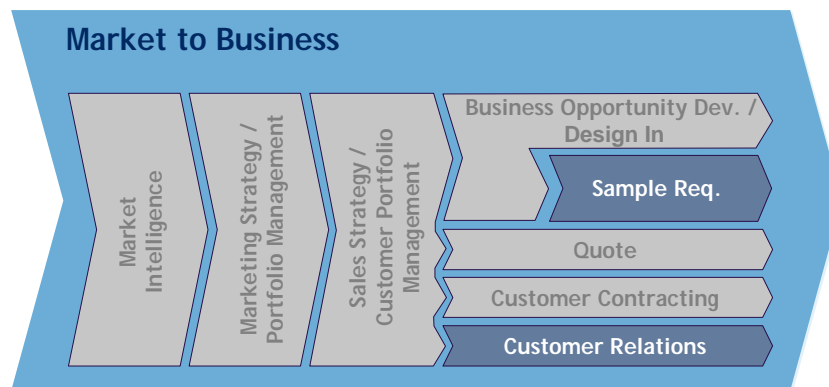 Market to Business
Market
Intelligence
Marketing Strategy /
Portfolio Management
Sales Strategy /
Customer Portfolio
Management
Business Opportunity Dev. /
Design In
Sample Req.
Quote
Customer Contracting
Customer Relations